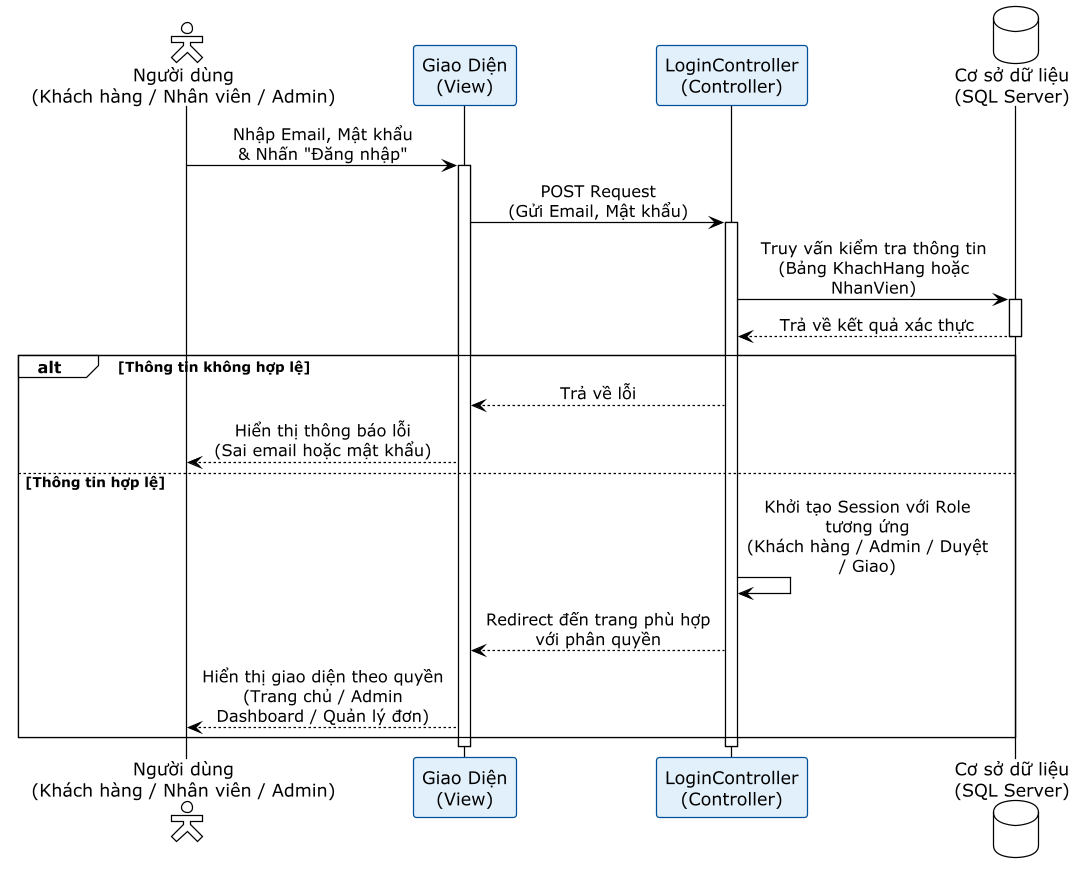 Người dùng
(Khách hàng / Nhân viên / Admin)
Giao Diện
(View)
LoginController
(Controller)
Cơ sở dữ liệu
(SQL Server)
Nhập Email, Mật khẩu
& Nhấn "Đăng nhập"
POST Request
(Gửi Email, Mật khẩu)
Truy vấn kiểm tra thông tin
(Bảng KhachHang hoặc
NhanVien)
Trả về kết quả xác thực
alt
[Thông tin không hợp lệ]
Trả về lỗi
Hiển thị thông báo lỗi
(Sai email hoặc mật khẩu)
[Thông tin hợp lệ]
Khởi tạo Session với Role
tương ứng
(Khách hàng / Admin / Duyệt
/ Giao)
Redirect đến trang phù hợp
với phân quyền
Hiển thị giao diện theo quyền
(Trang chủ / Admin
Dashboard / Quản lý đơn)
Người dùng
(Khách hàng / Nhân viên / Admin)
Giao Diện
(View)
LoginController
(Controller)
Cơ sở dữ liệu
(SQL Server)